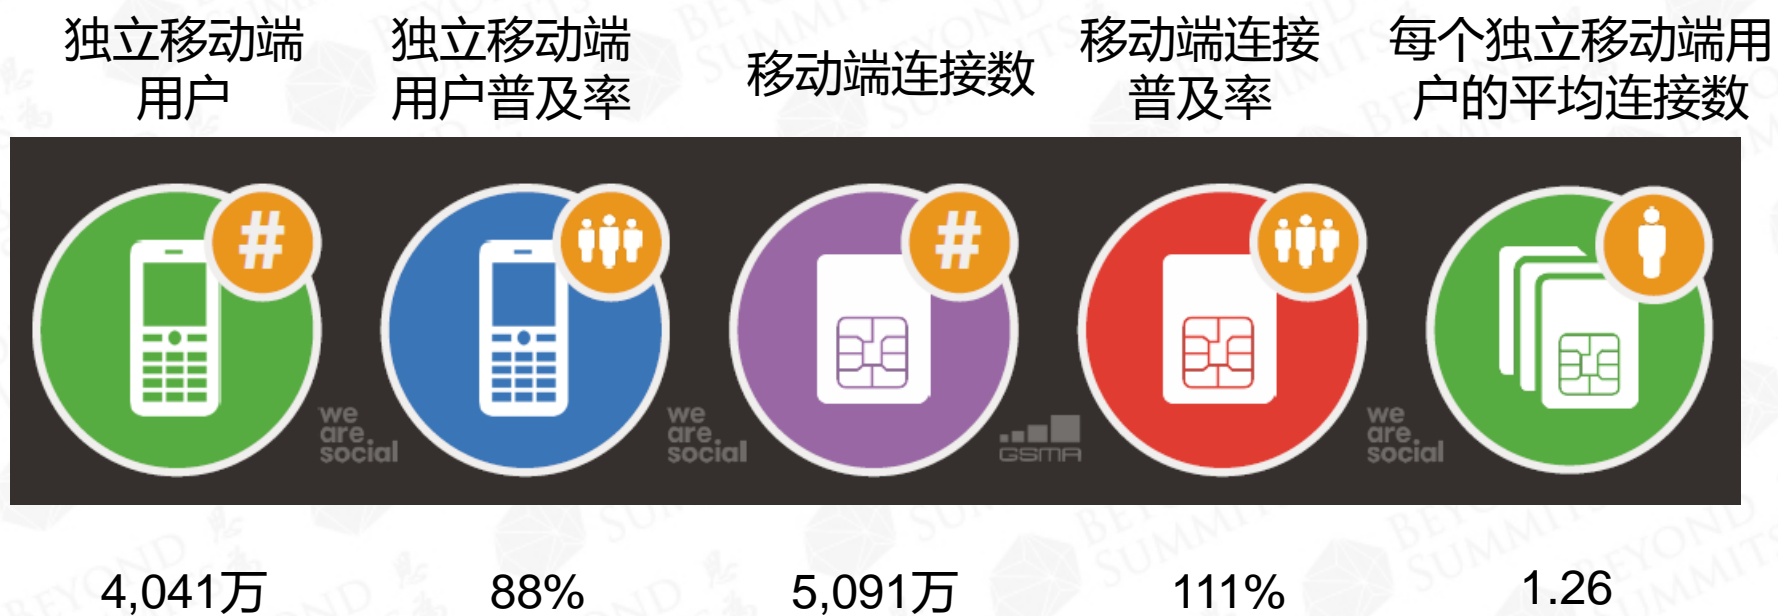 独立移动端
用户
独立移动端
用户普及率
移动端连接数
移动端连接
普及率
每个独立移动端用
户的平均连接数
#
#
we
are.
social
we
are.
social
GSMA
we
are.
social
4,041万
88%
5,091万
111%
1.26
BEYOND
SUMMITS